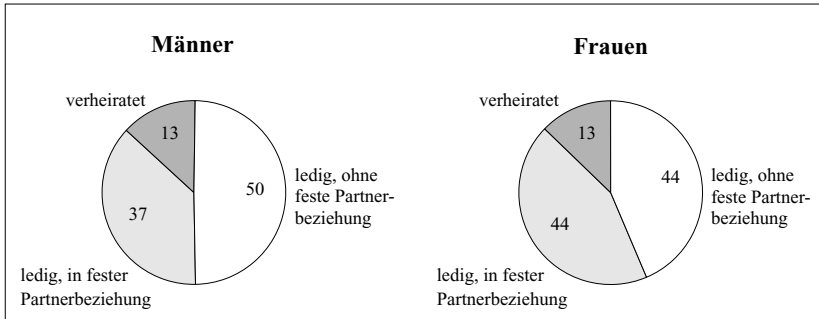 Männer
verheiratet
13
ledig, ohne
feste Partner-
beziehung
50
37
ledig, in fester
Partnerbeziehung
Frauen
verheiratet
13
ledig, ohne
feste Partner-
beziehung
44
44
ledig, in fester
Partnerbeziehung